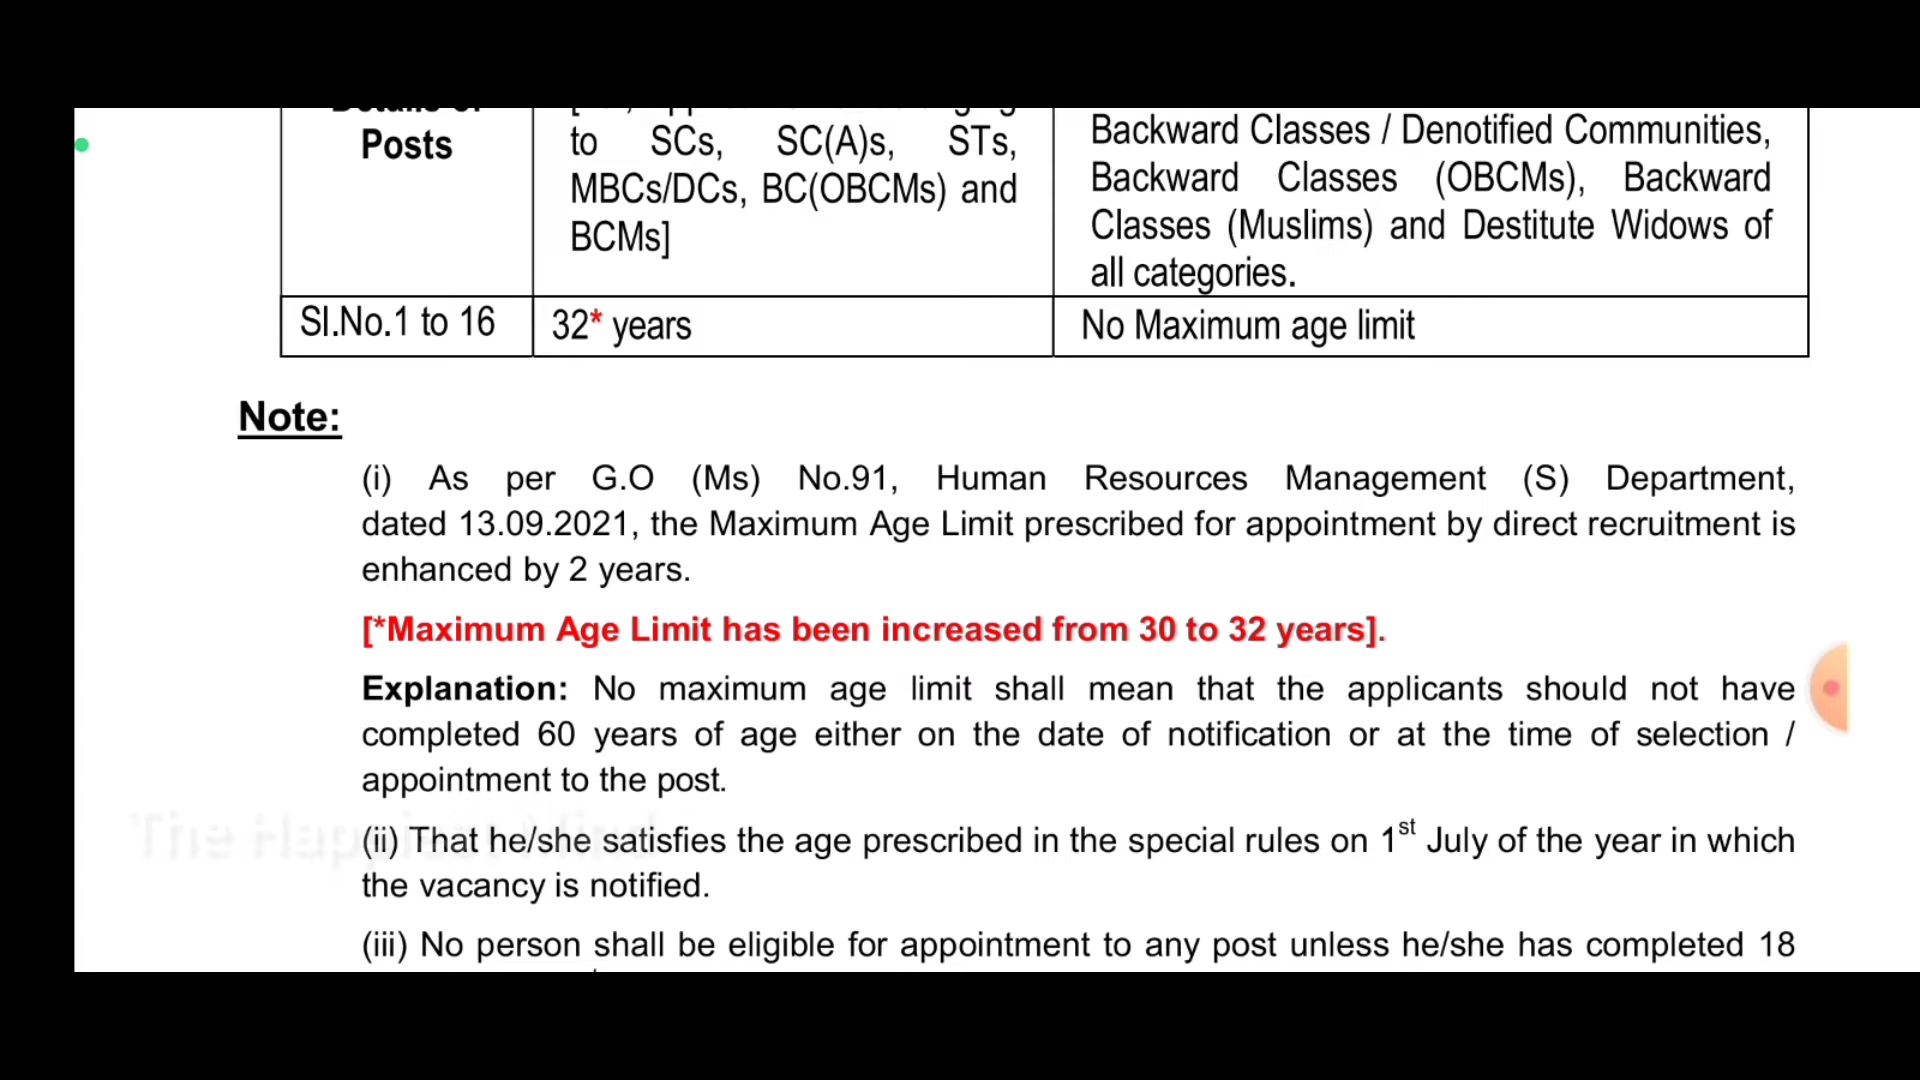 Posts
to SCs, SC(A)s, STs,
MBCs/DCs, BC(OBCMs) and
BCMs]
Backward Classes / Denotified Communities,
Backward Classes (OBCMs), Backward
Classes (Muslims) and Destitute Widows of
all categories.
Sl.No.1 to 16
32* years
No Maximum age limit
Note:
(i) As per G.O (Ms) No.91, Human Resources Management (S) Department,
dated 13.09.2021, the Maximum Age Limit prescribed for appointment by direct recruitment is
enhanced by 2 years.
[*Maximum Age Limit has been increased from 30 to 32 years].
Explanation: No maximum age limit shall mean that the applicants should not have
completed 60 years of age either on the date of notification or at the time of selection /
appointment to the post.
The Happiest Mind
(ii) That he/she satisfies the age prescribed in the special rules on 1st July of the year in which
the vacancy is notified.
(iii) No person shall be eligible for appointment to any post unless he/she has completed 18